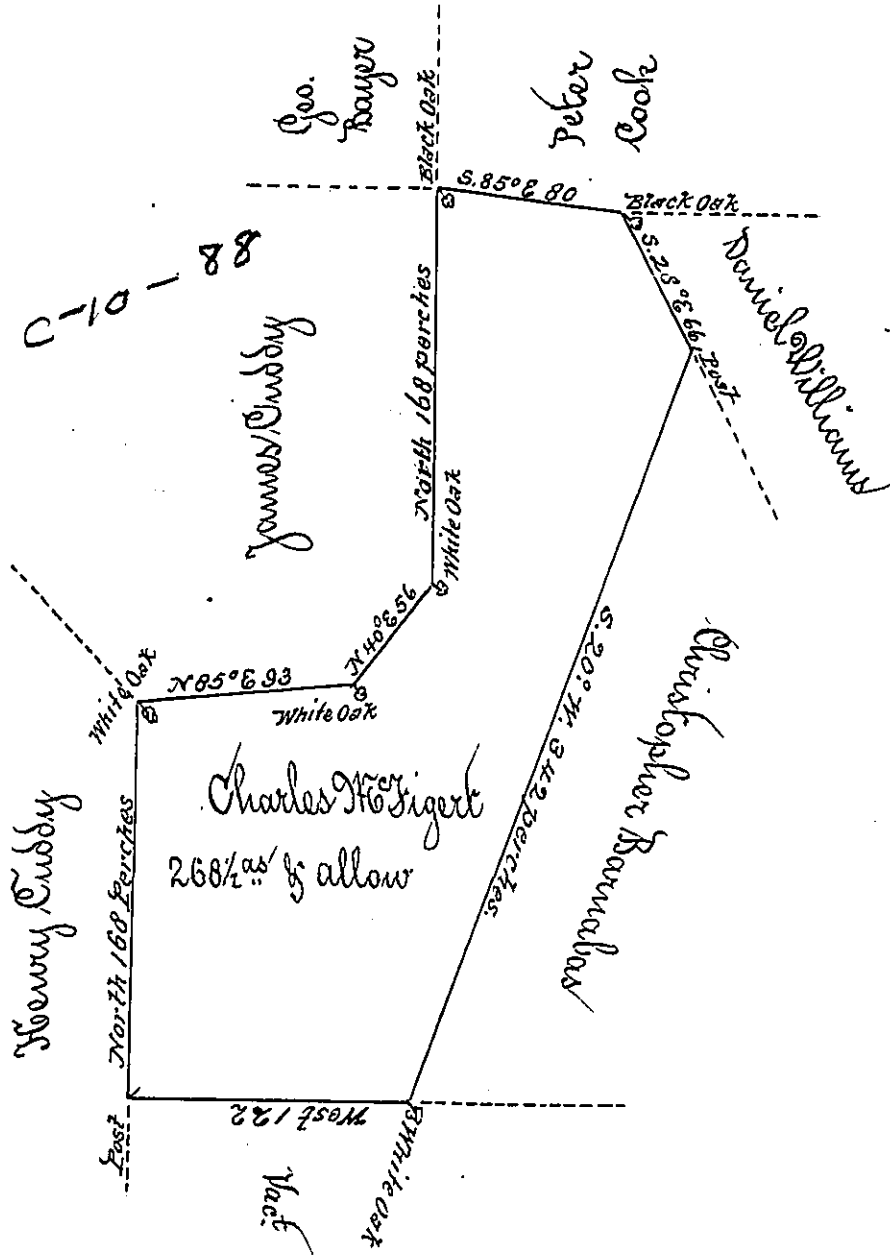 C-10-88
Geo.
Bayer
Peter
Cook
Black Oak
S. 85° E 80
Black Oak
S. 28° E 66
Post
Daniel Williams
James Cuddy
North 168 perches
White Oak
N 40° E 56
White Oak
N 85° E 93
White Oak
Henry Cuddy
North 168 Perches
Post
Charles McFigert
268½ as & allow
S. 20° W. 342 perches.
Christopher Barnabas
West 122
B White Oak
Vact.